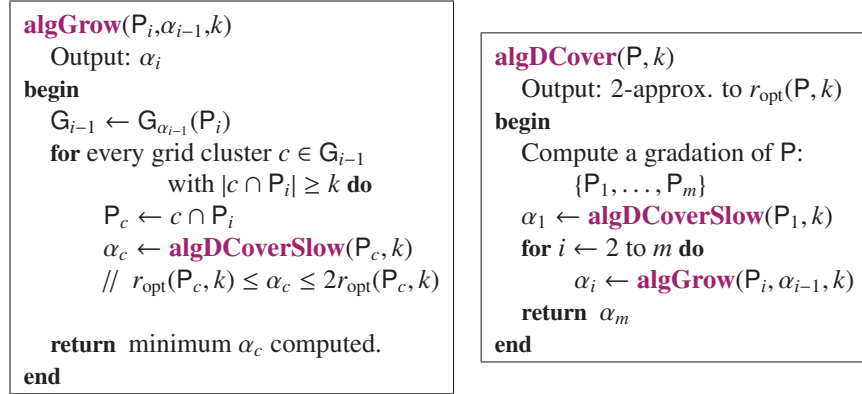 algGrow(P_i,α_{i−1},k)
Output: α_i
begin
G_{i−1} ← G_{α_{i−1}}(P_i)
for every grid cluster c ∈ G_{i−1}
with |c ∩ P_i| ≥ k do
P_c ← c ∩ P_i
α_c ← algDCoverSlow(P_c, k)
// r_opt(P_c, k) ≤ α_c ≤ 2r_opt(P_c, k)
return minimum α_c computed.
end
algDCover(P, k)
Output: 2-approx. to r_opt(P, k)
begin
Compute a gradation of P:
{P_1, . . . , P_m}
α_1 ← algDCoverSlow(P_1, k)
for i ← 2 to m do
α_i ← algGrow(P_i, α_{i−1}, k)
return α_m
end